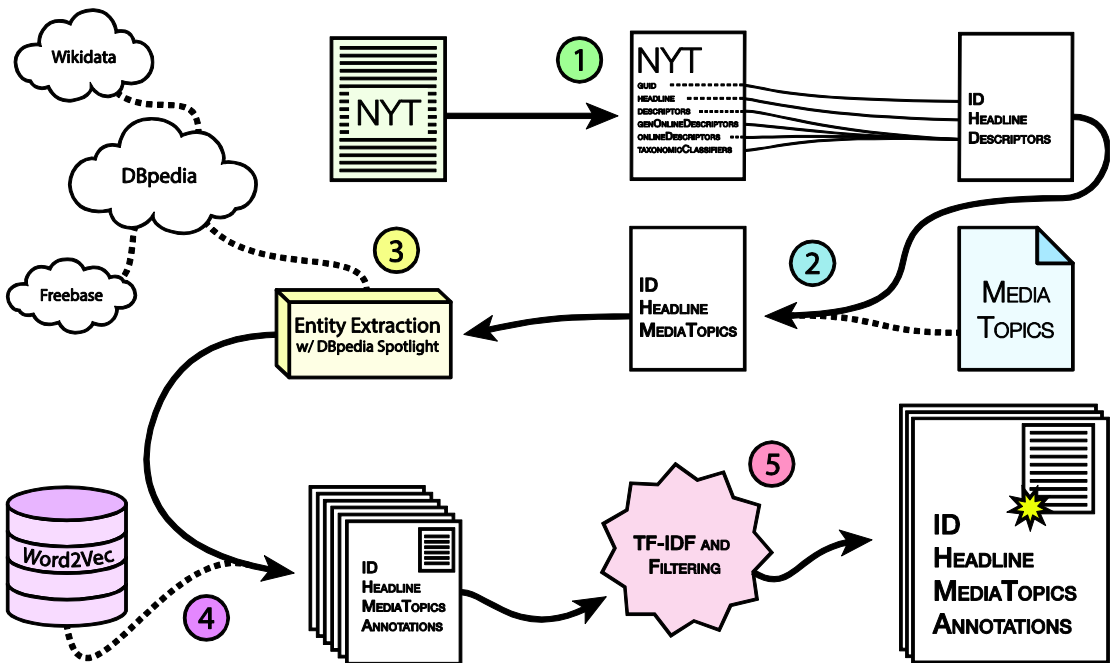 Wikidata
DBpedia
Freebase
NYT
1
NYT
GUID
HEADLINE
DESCRIPTORS
GENONLINEDESCRIPTORS
ONLINEDESCRIPTORS
TAXONOMICCLASSIFIERS
ID
HEADLINE
DESCRIPTORS
2
MEDIA
TOPICS
ID
HEADLINE
MEDIATOPICS
3
Entity Extraction
w/ DBpedia Spotlight
Word2Vec
4
ID
HEADLINE
MEDIATOPICS
ANNOTATIONS
5
TF-IDF AND
FILTERING
ID
HEADLINE
MEDIATOPICS
ANNOTATIONS